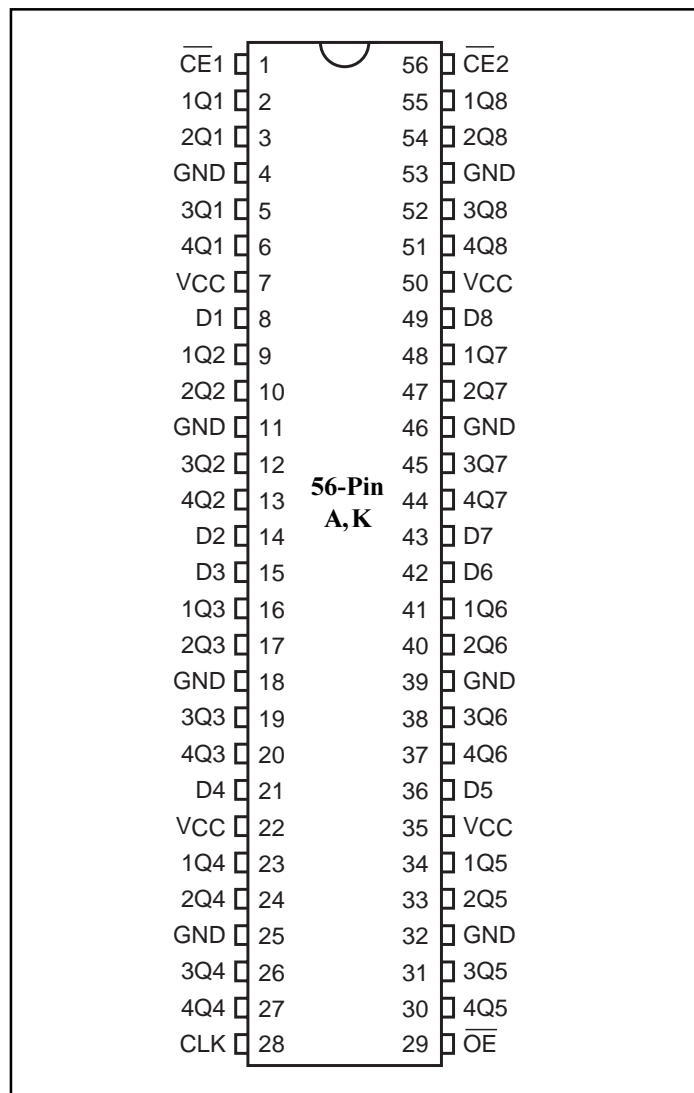 C̅E̅1 1 56 C̅E̅2
1Q1 2 55 1Q8
2Q1 3 54 2Q8
GND 4 53 GND
3Q1 5 52 3Q8
4Q1 6 51 4Q8
VCC 7 50 VCC
D1 8 49 D8
1Q2 9 48 1Q7
2Q2 10 47 2Q7
GND 11 46 GND
3Q2 12 45 3Q7
56-Pin
4Q2 13 44 4Q7
A, K
D2 14 43 D7
D3 15 42 D6
1Q3 16 41 1Q6
2Q3 17 40 2Q6
GND 18 39 GND
3Q3 19 38 3Q6
4Q3 20 37 4Q6
D4 21 36 D5
VCC 22 35 VCC
1Q4 23 34 1Q5
2Q4 24 33 2Q5
GND 25 32 GND
3Q4 26 31 3Q5
4Q4 27 30 4Q5
CLK 28 29 O̅E̅